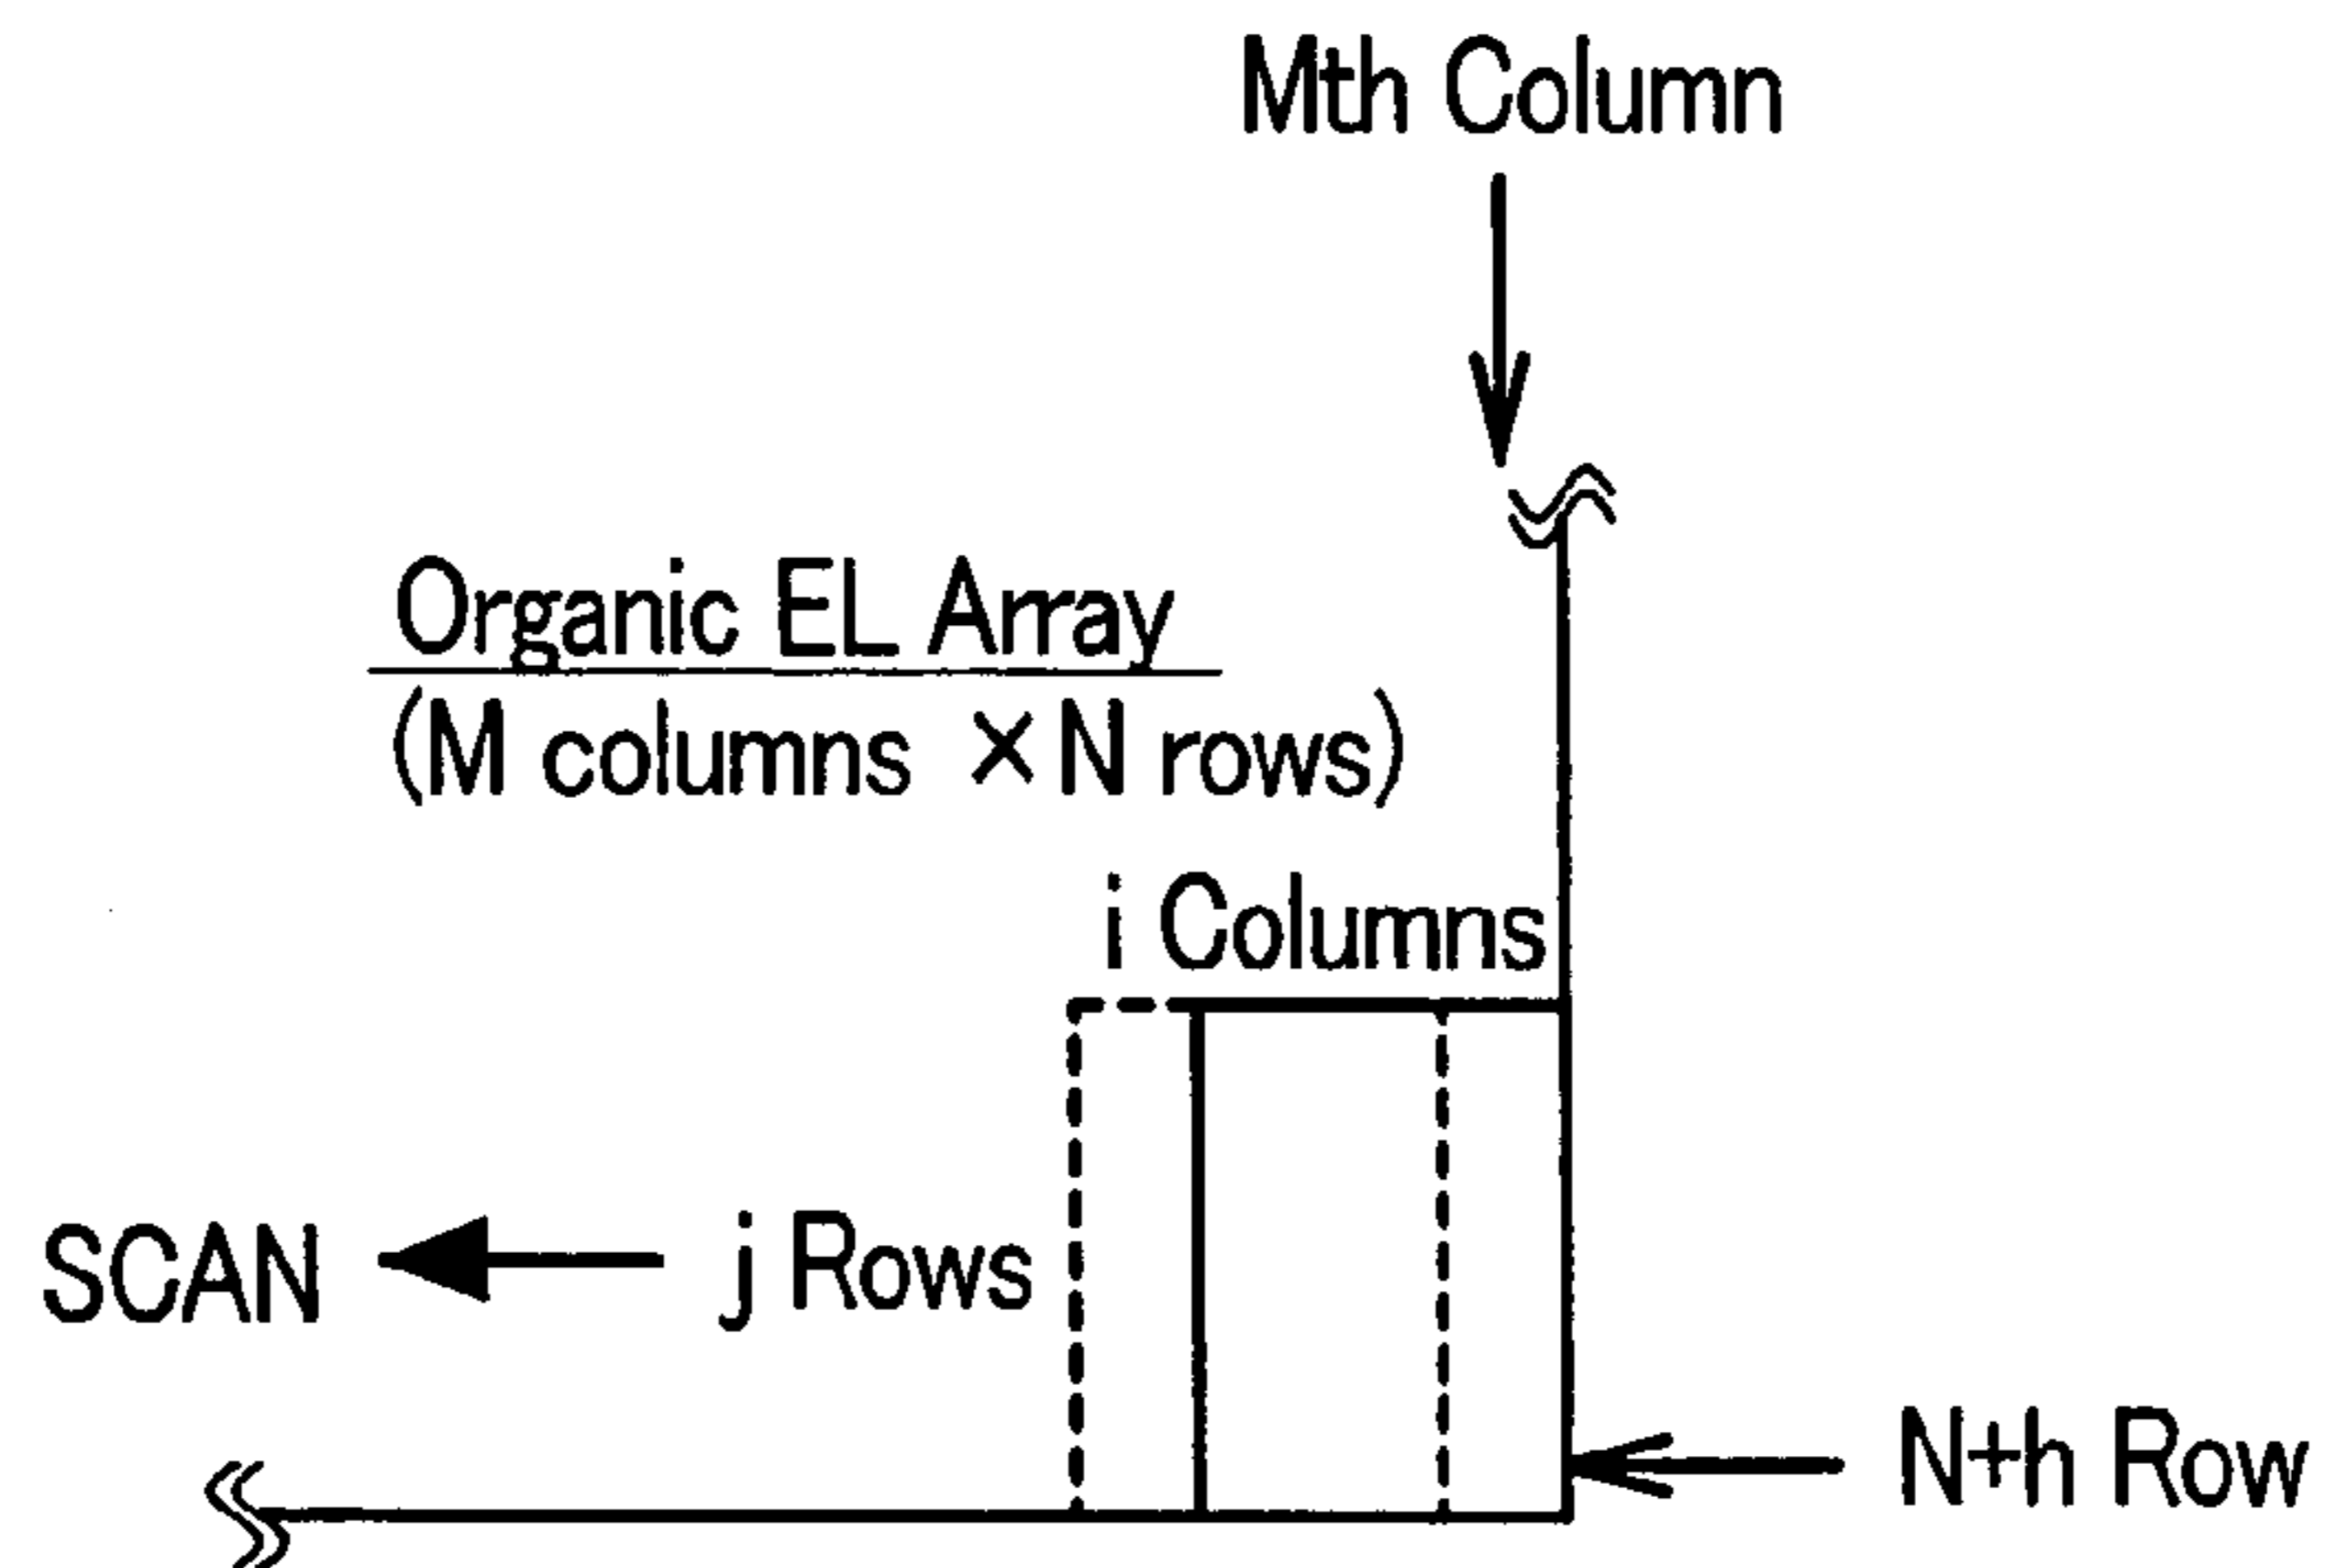 Mth Column
Organic EL Array
(M columns × N rows)
i Columns
SCAN
j Rows
N+h Row